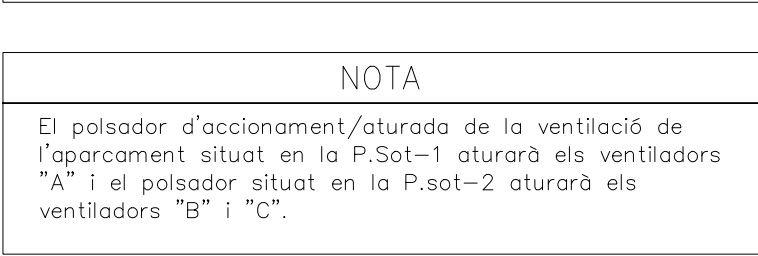 NOTA
El polsador d'accionament/aturada de la ventilació de
l'aparcament situat en la P.Sot-1 aturarà els ventiladors
"A" i el polsador situat en la P.sot-2 aturarà els
ventiladors "B" i "C".